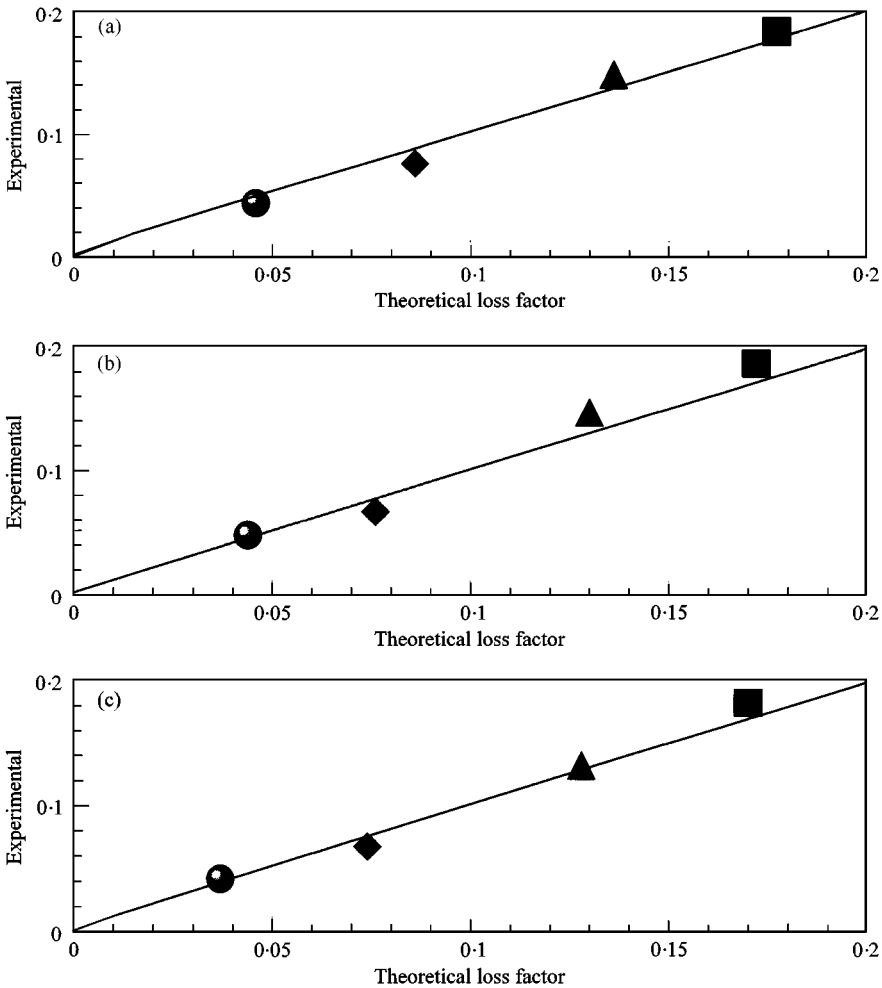 (a)
0·2
0·1
0
Experimental
0 0·05 0·1 0·15 0·2
Theoretical loss factor
(b)
0·2
0·1
0
Experimental
0 0·05 0·1 0·15 0·2
Theoretical loss factor
(c)
0·2
0·1
0
Experimental
0 0·05 0·1 0·15 0·2
Theoretical loss factor